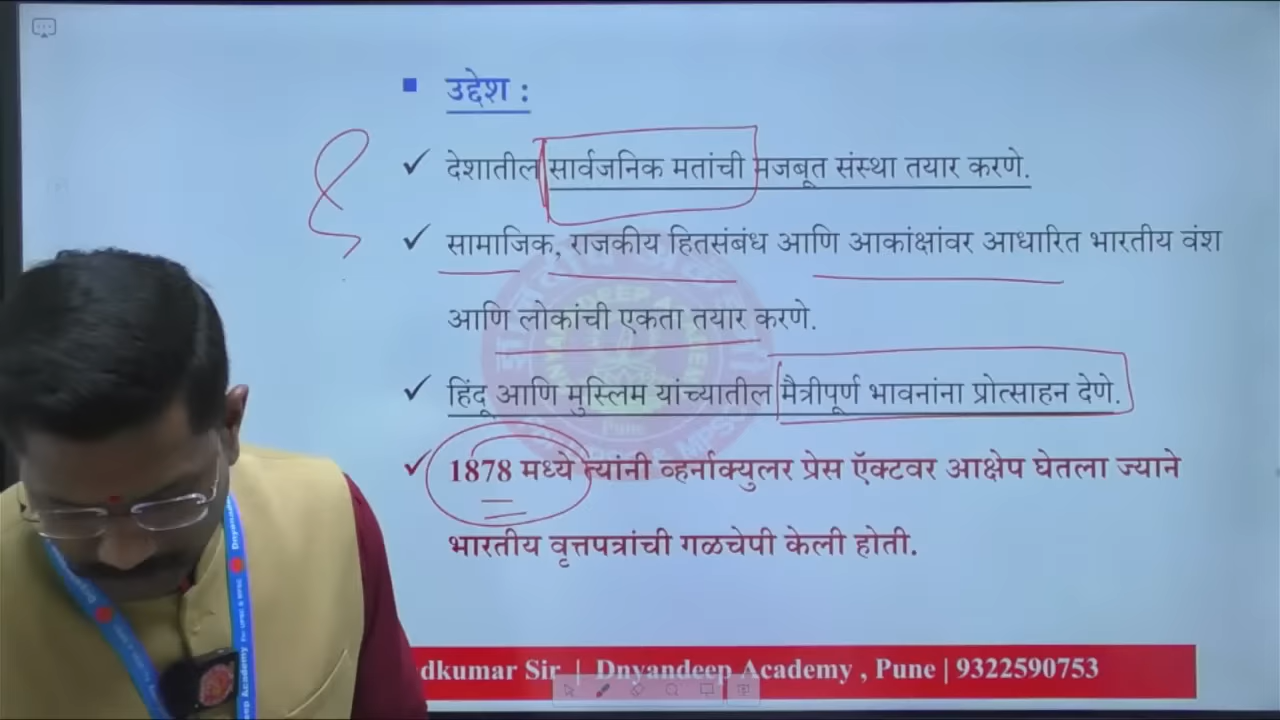 उद्देश :
देशातील सार्वजनिक मतांची मजबूत संस्था तयार करणे.
सामाजिक, राजकीय हितसंबंध आणि आकांक्षांवर आधारित भारतीय वंश
आणि लोकांची एकता तयार करणे.
हिंदू आणि मुस्लिम यांच्यातील मैत्रीपूर्ण भावनांना प्रोत्साहन देणे.
1878 मध्ये त्यांनी व्हर्नाक्युलर प्रेस ऍक्टवर आक्षेप घेतला ज्याने
भारतीय वृत्तपत्रांची गळचेपी केली होती.
dkumar Sir | Dnyandeep Academy , Pune | 9322590753